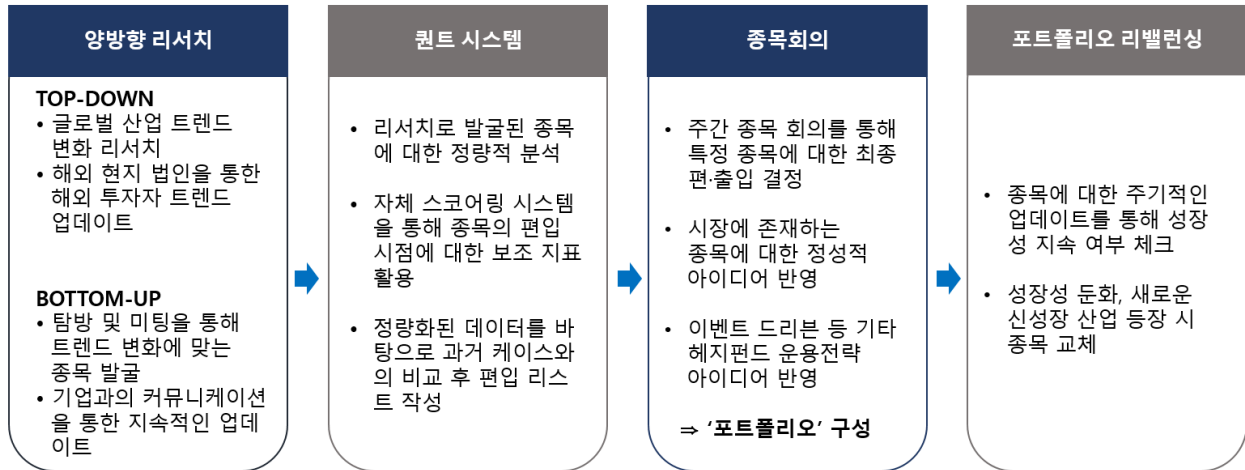 양방향 리서치
TOP-DOWN
• 글로벌 산업 트렌드
변화 리서치
• 해외 현지 법인을 통한
해외 투자자 트렌드
업데이트
BOTTOM-UP
• 탐방 및 미팅을 통해
트렌드 변화에 맞는
종목 발굴
• 기업과의 커뮤니케이션
을 통한 지속적인 업데
이트
퀀트 시스템
• 리서치로 발굴된 종목
에 대한 정량적 분석
• 자체 스코어링 시스템
을 통해 종목의 편입
시점에 대한 보조 지표
활용
• 정량화된 데이터를 바
탕으로 과거 케이스와
의 비교 후 편입 리스
트 작성
종목회의
• 주간 종목 회의를 통해
특정 종목에 대한 최종
편·출입 결정
• 시장에 존재하는
종목에 대한 정성적
아이디어 반영
• 이벤트 드리븐 등 기타
헤지펀드 운용전략
아이디어 반영
⇒ ‘포트폴리오’ 구성
포트폴리오 리밸런싱
• 종목에 대한 주기적인
업데이트를 통해 성장
성 지속 여부 체크
• 성장성 둔화, 새로운
신성장 산업 등장 시
종목 교체